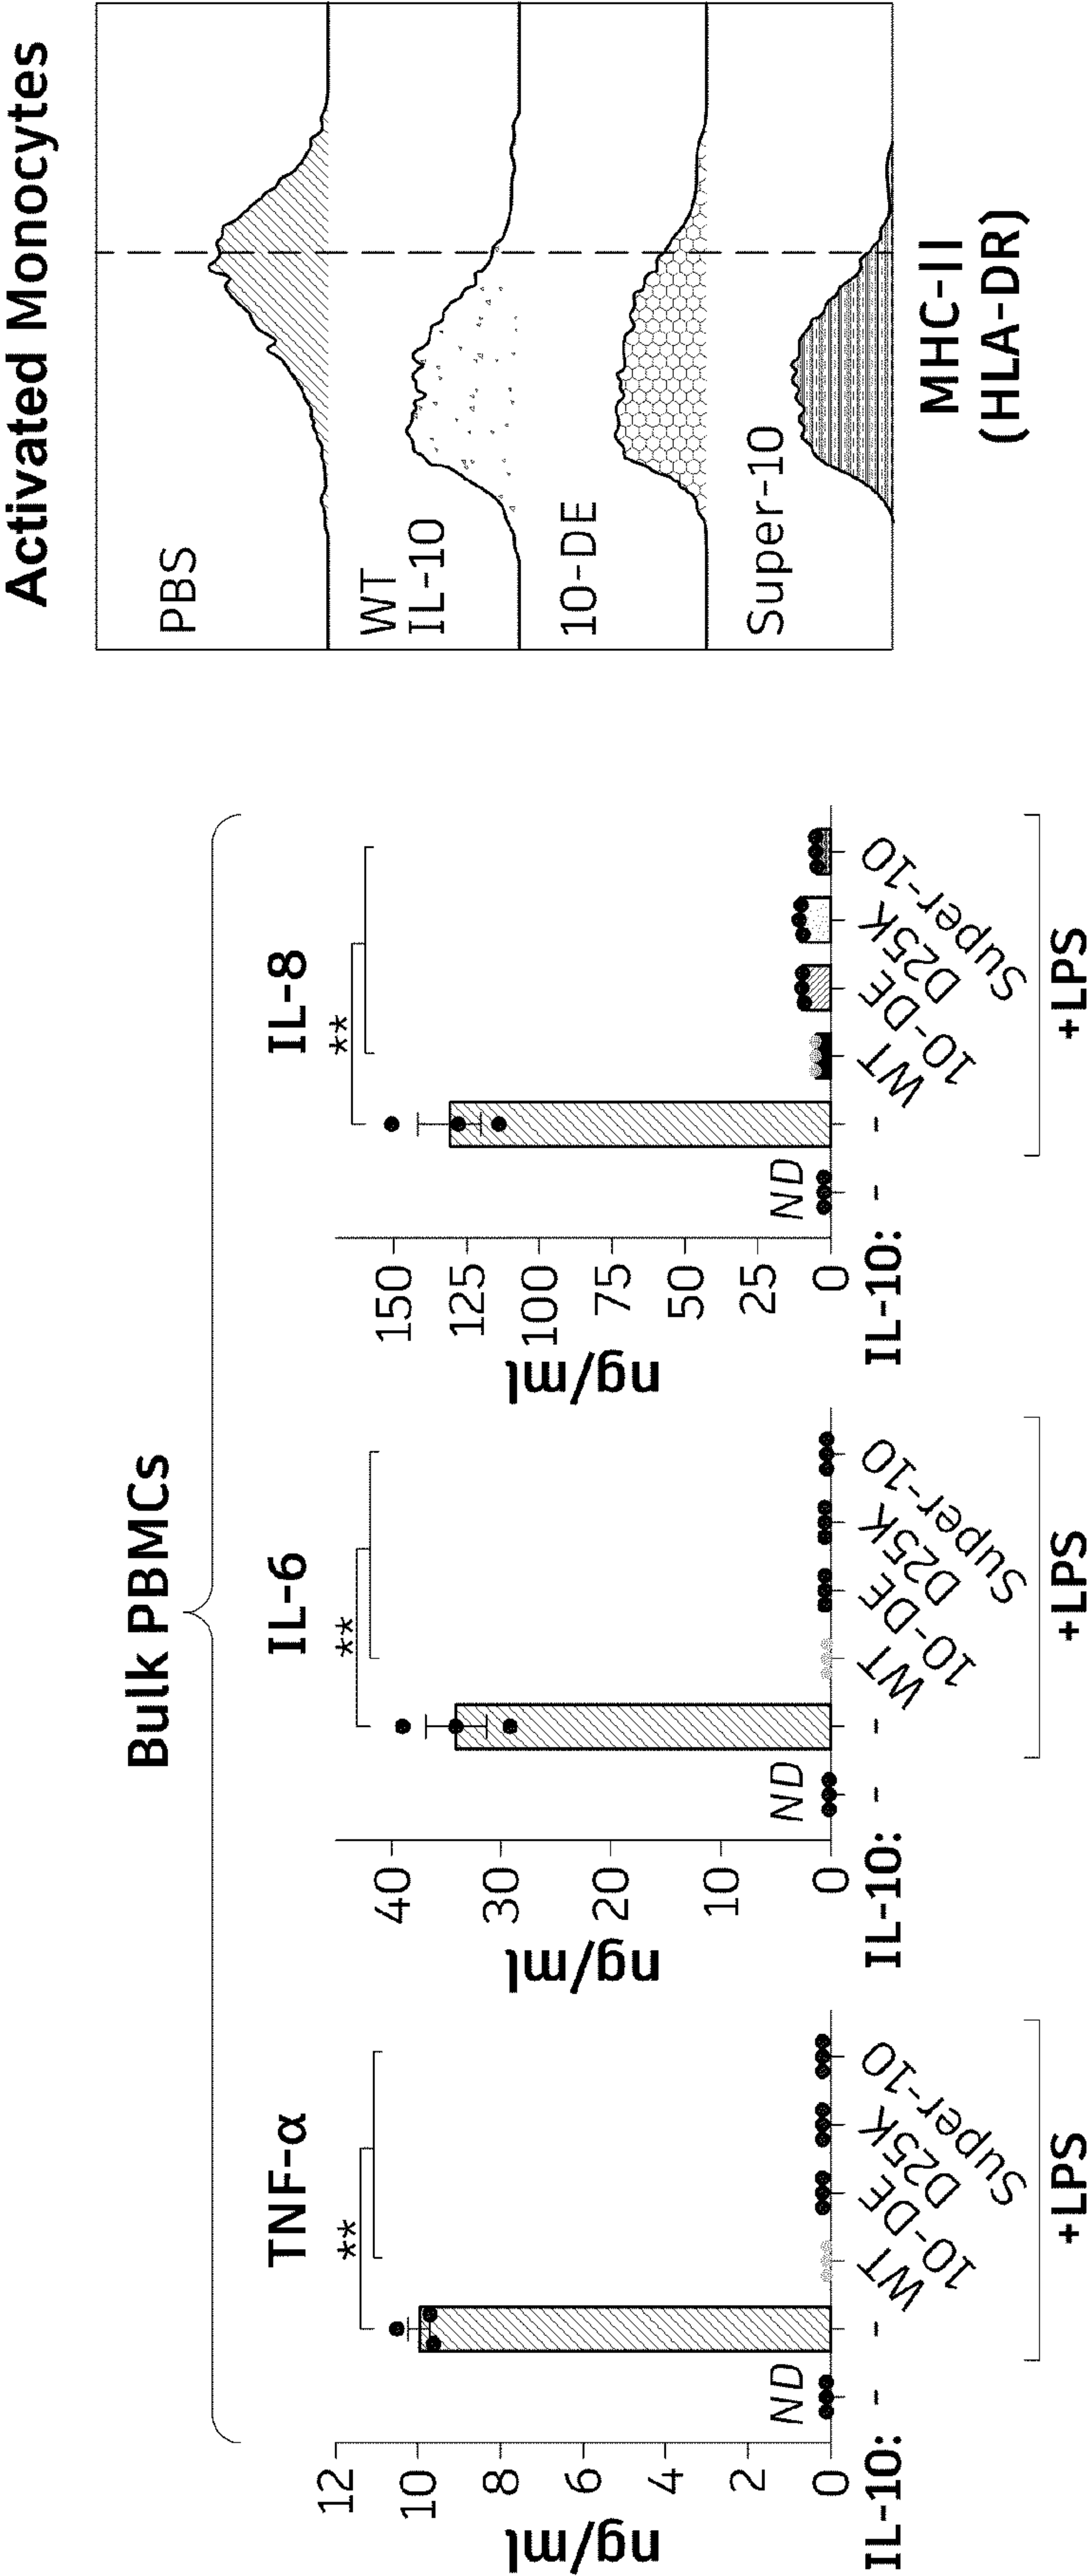 Bulk PBMCs
TNF-α
**
ng/ml
12
10
8
6
4
2
0
ND
IL-10: - - WT 10-DE D25K Super-10
+LPS
IL-6
**
ng/ml
40
30
20
10
0
ND
IL-10: - - WT 10-DE D25K Super-10
+LPS
IL-8
**
ng/ml
150
125
100
75
50
25
0
ND
IL-10: - - WT 10-DE D25K Super-10
+LPS
Activated Monocytes
PBS
WT
IL-10
10-DE
Super-10
MHC-II
(HLA-DR)